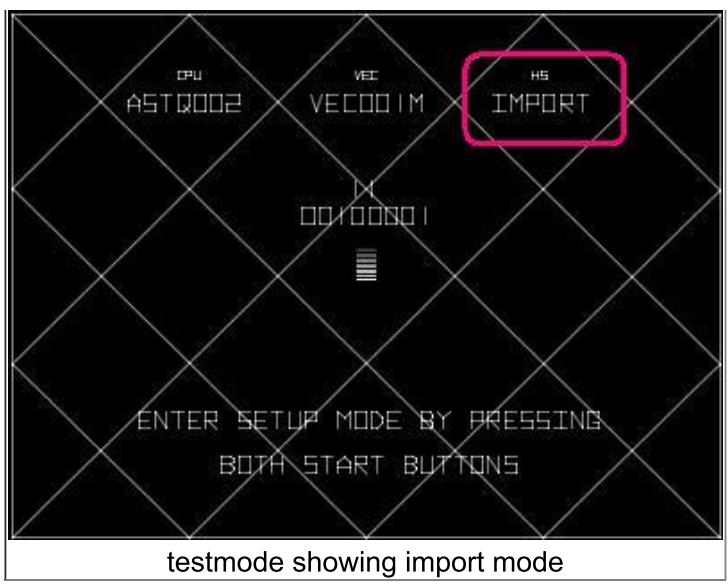 CPU VEC HS
ASTQ002 VEC001M IMPORT
00100001
ENTER SETUP MODE BY PRESSING
BOTH START BUTTONS
testmode showing import mode